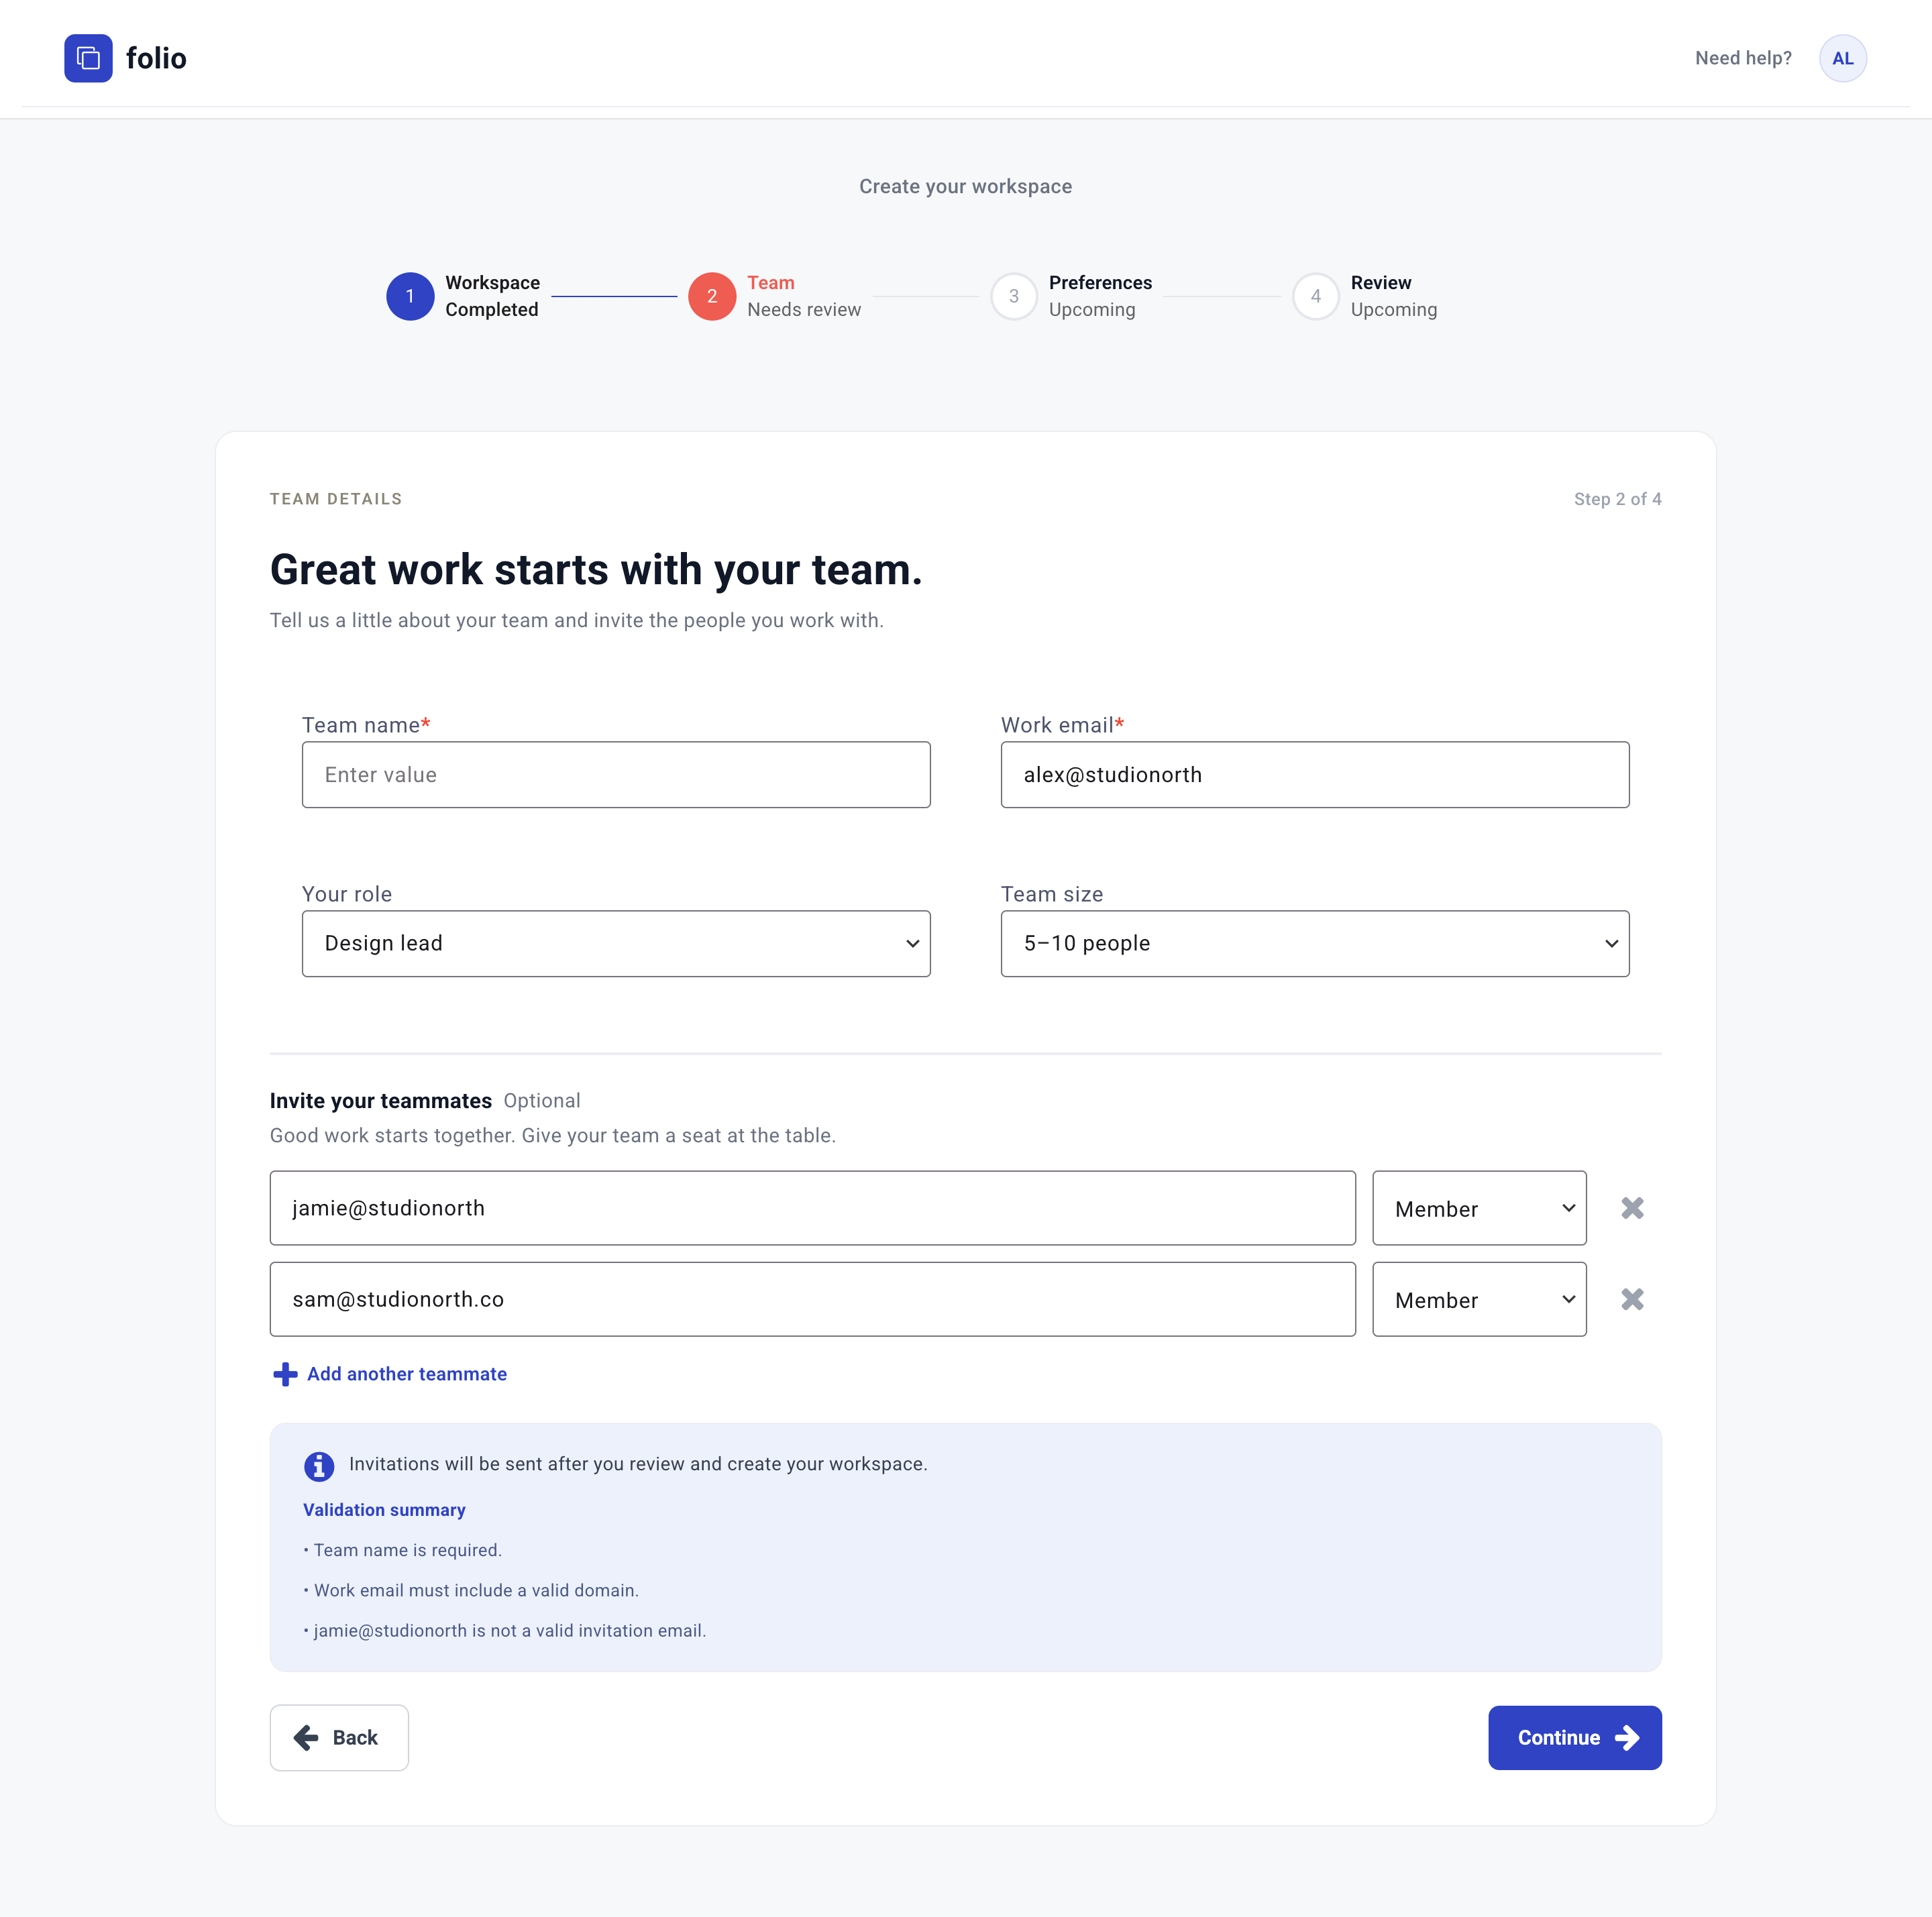 folio
Need help?
AL
Create your workspace
1
Workspace
Completed
2
Team
Needs review
3
Preferences
Upcoming
4
Review
Upcoming
TEAM DETAILS
Step 2 of 4
Great work starts with your team.
Tell us a little about your team and invite the people you work with.
Team name*
Enter value
Work email*
alex@studionorth
Your role
Design lead
Team size
5–10 people
Invite your teammates Optional
Good work starts together. Give your team a seat at the table.
jamie@studionorth
Member
sam@studionorth.co
Member
Add another teammate
Invitations will be sent after you review and create your workspace.
Validation summary
• Team name is required.
• Work email must include a valid domain.
• jamie@studionorth is not a valid invitation email.
Back
Continue